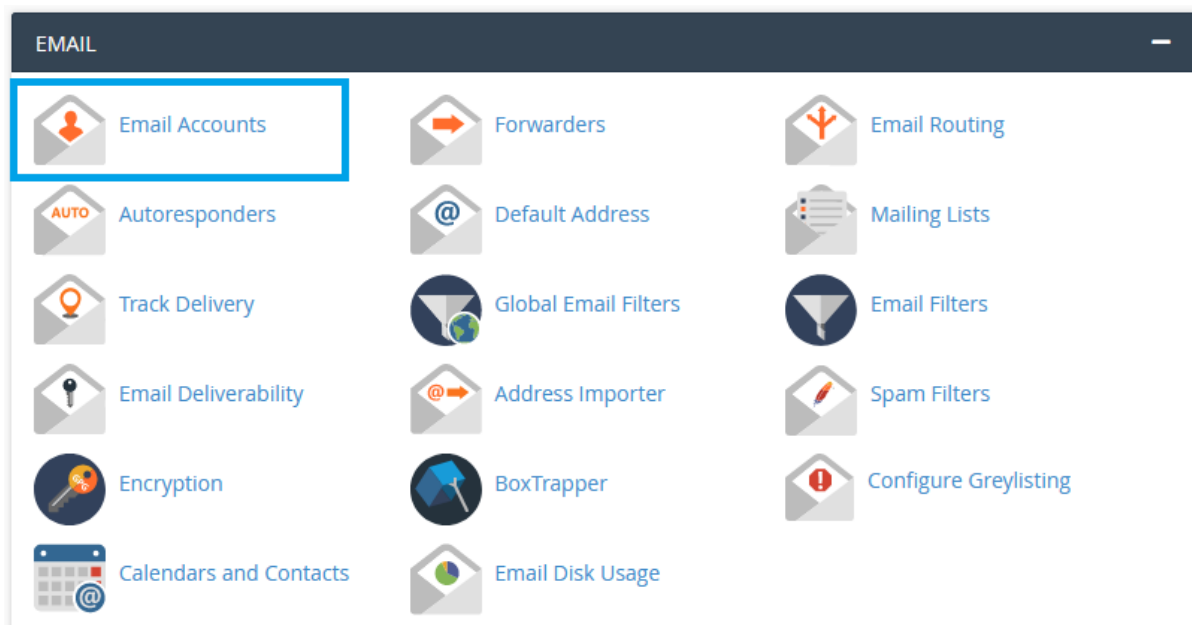 EMAIL
Email Accounts
Forwarders
Email Routing
AUTO
Autoresponders
@
Default Address
Mailing Lists
Track Delivery
Global Email Filters
Email Filters
Email Deliverability
@
Address Importer
Spam Filters
GPG
Encryption
BoxTrapper
!
Configure Greylisting
@
Calendars and Contacts
Email Disk Usage